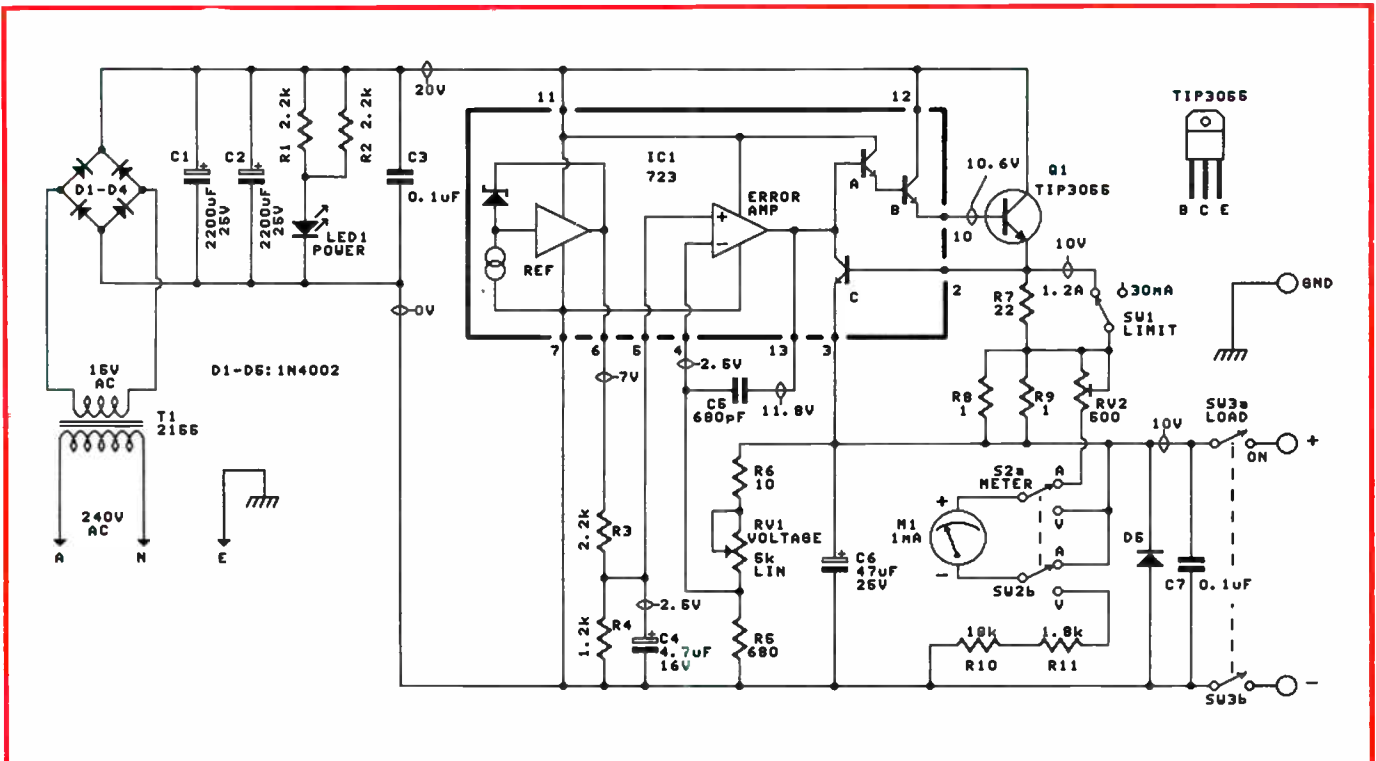 20V
11
12
TIP3055
R1 2.2k
R2 2.2k
C1
2200uF
25V
C2
2200uF
25V
C3
0.1uF
D1-D4
LED1
POWER
IC1
723
REF
ERROR
AMP
+
−
A
B
C
10.6V
Q1
TIP3055
B C E
10
10V
2
1.2A
30mA
SW1
LIMIT
GND
R7
22
0V
7
6
5
4
13
3
15V
AC
D1-D5: 1N4002
T1
2155
7V
2.5V
C5
680pF
11.8V
R8
1
R9
1
RV2
500
10V
SW3a
LOAD
ON
+
R6
10
S2a
METER
A
V
+
M1
1mA
−
RV1
VOLTAGE
5k
LIN
240V
AC
A
N
E
2.2k
R3
C6
47uF
25V
A
SW2b
V
D5
C7
0.1uF
2.5V
1.2k
R4
C4
4.7uF
16V
R5
680
18k
R10
1.8k
R11
−
SW3b